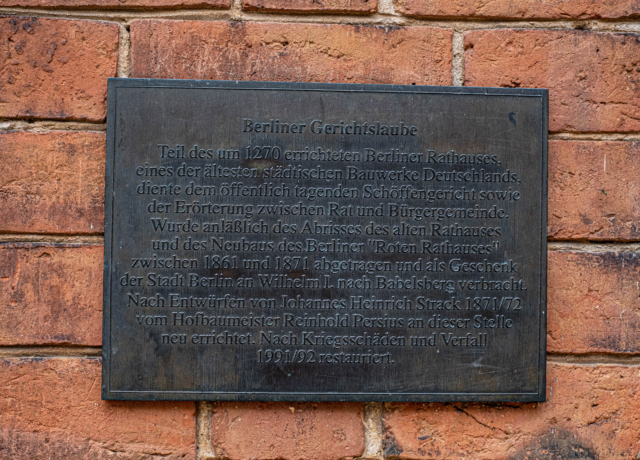 Berliner Gerichtslaube
Teil des um 1270 errichteten Berliner Rathauses,
eines der ältesten städtischen Bauwerke Deutschlands,
diente dem öffentlich tagenden Schöffengericht sowie
der Erörterung zwischen Rat und Bürgergemeinde.
Wurde anläßlich des Abrisses des alten Rathauses
und des Neubaus des Berliner "Roten Rathauses"
zwischen 1861 und 1871 abgetragen und als Geschenk
der Stadt Berlin an Wilhelm I. nach Babelsberg verbracht.
Nach Entwürfen von Johannes Heinrich Strack 1871/72
vom Hofbaumeister Reinhold Persius an dieser Stelle
neu errichtet. Nach Kriegsschäden und Verfall
1991/92 restauriert.